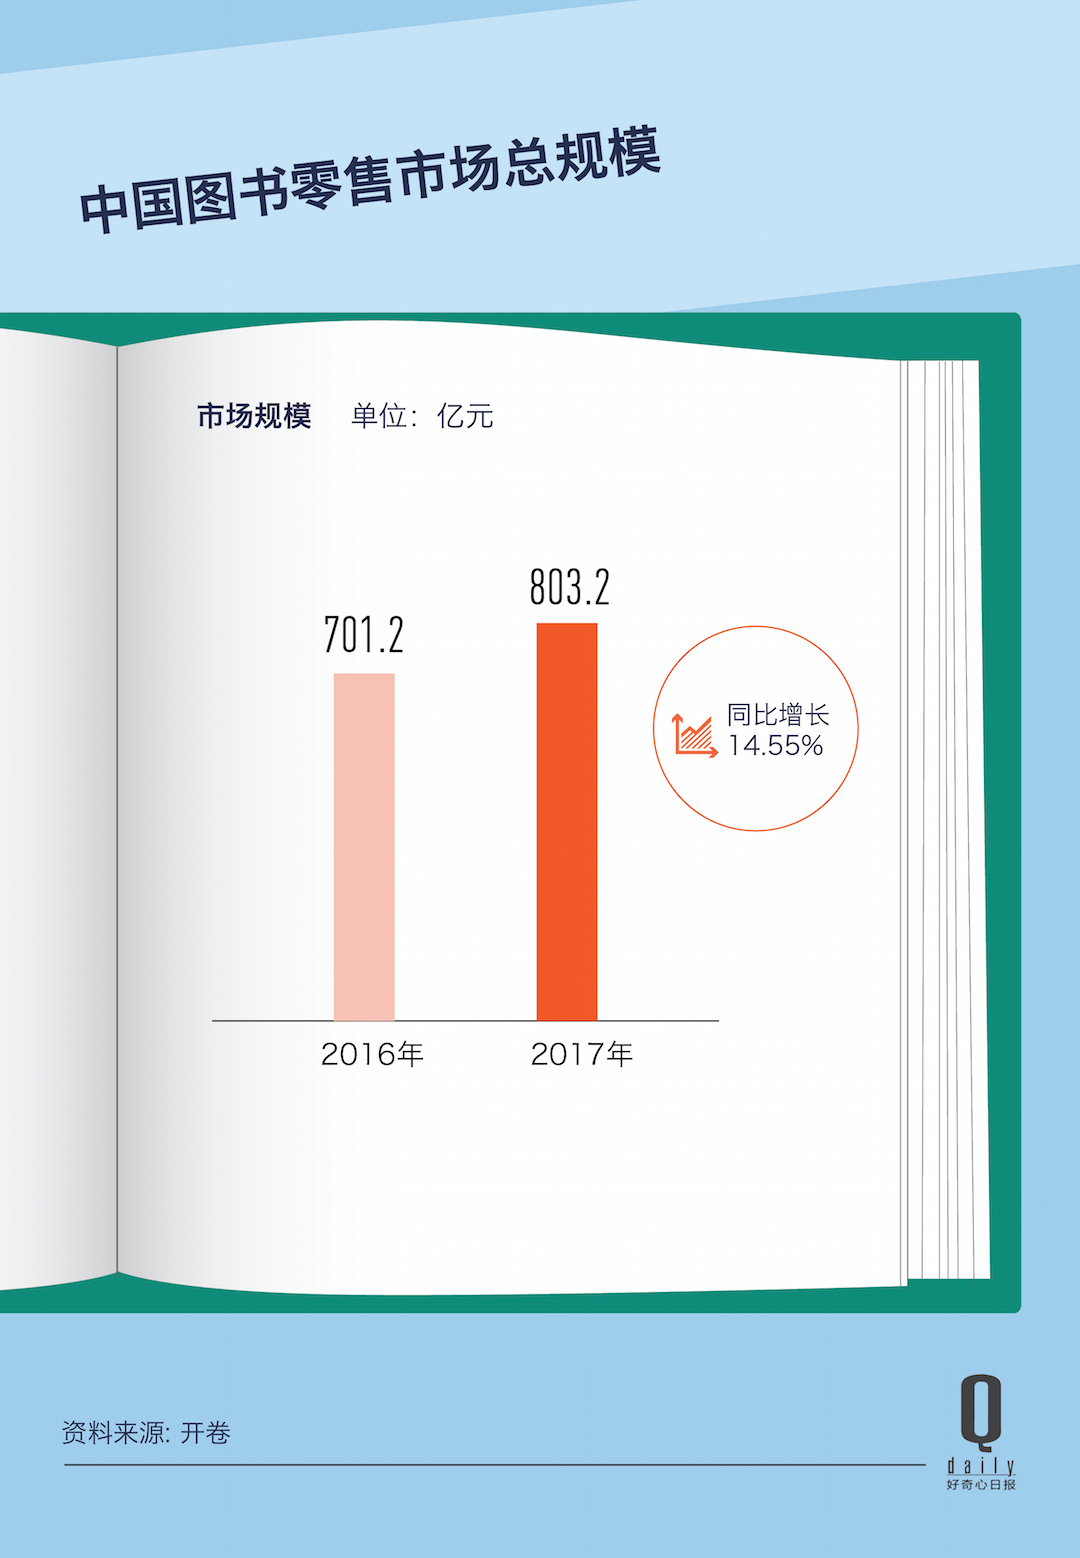 中国图书零售市场总规模
市场规模 单位：亿元
803.2
701.2
同比增长
14.55%
2016年 2017年
资料来源: 开卷
Q
daily
好奇心日报